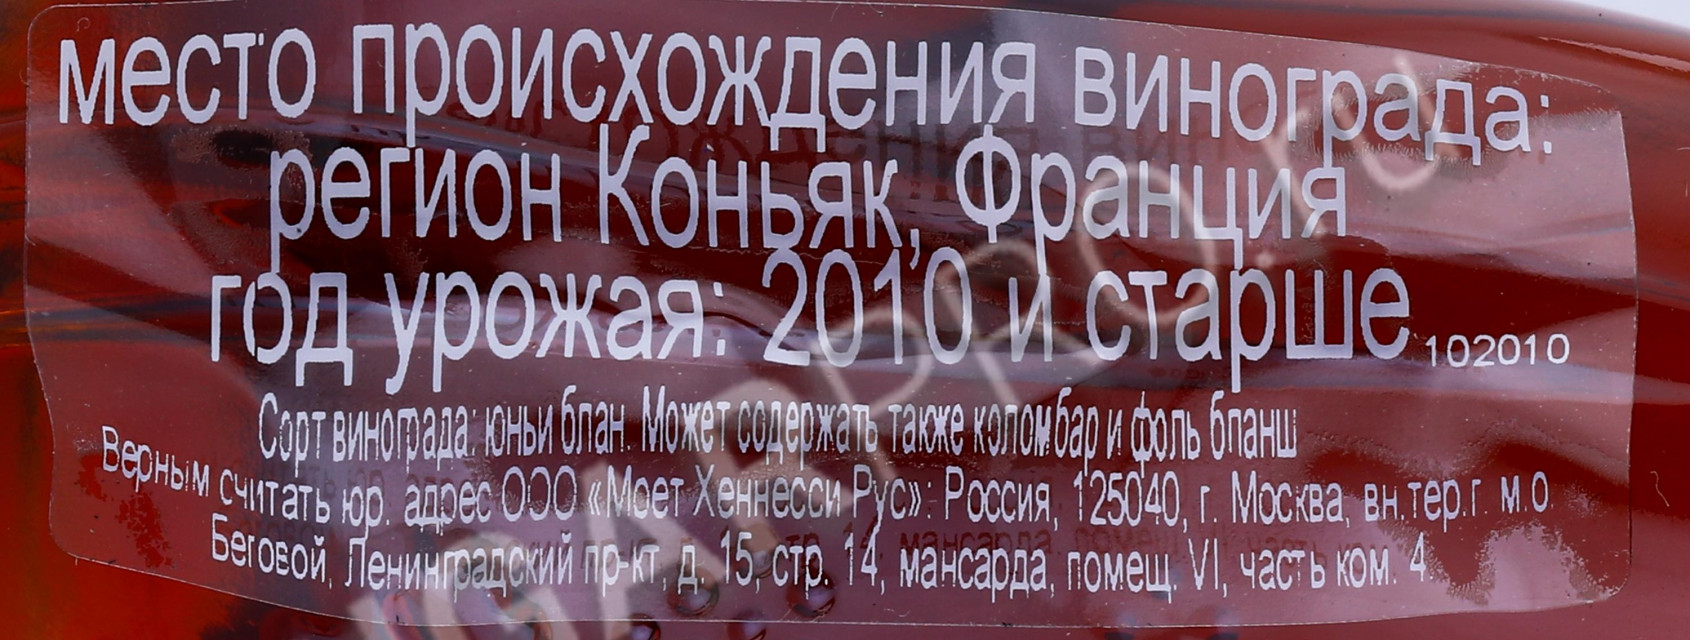 место происхождения винограда:
регион Коньяк, Франция
год урожая: 2010 и старше 102010
Сорт винограда: юньи блан. Может содержать также коломбар и фоль бланш
Верным считать юр. адрес ООО «Моет Хеннесси Рус»: Россия, 125040, г. Москва, вн.тер.г. м.о.
Беговой, Ленинградский пр-кт, д. 15, стр. 14, мансарда, помещ. VI, часть ком. 4.